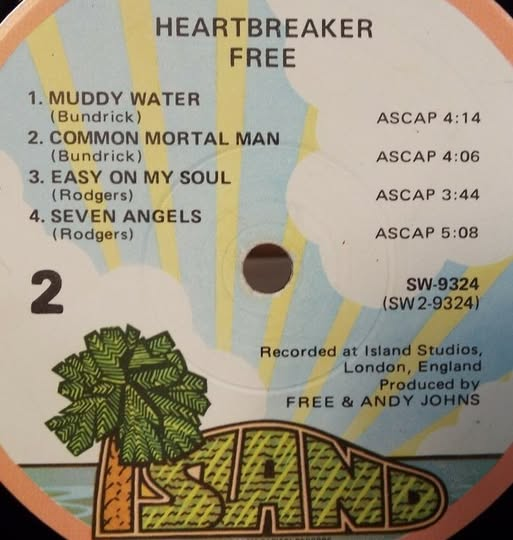 HEARTBREAKER
FREE
1. MUDDY WATER
(Bundrick) ASCAP 4:14
2. COMMON MORTAL MAN
(Bundrick) ASCAP 4:06
3. EASY ON MY SOUL
(Rodgers) ASCAP 3:44
4. SEVEN ANGELS
(Rodgers) ASCAP 5:08
2
SW-9324
(SW2-9324)
Recorded at Island Studios,
London, England
Produced by
FREE & ANDY JOHNS
ISLAND